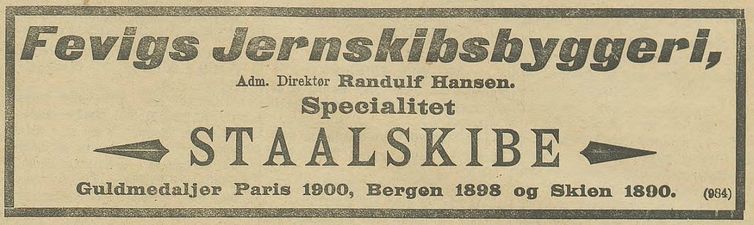 Fevigs Jernskibsbyggeri,
Adm. Direktør Randulf Hansen.
Specialitet
STAALSKIBE
Guldmedaljer Paris 1900, Bergen 1898 og Skien 1890. (984)